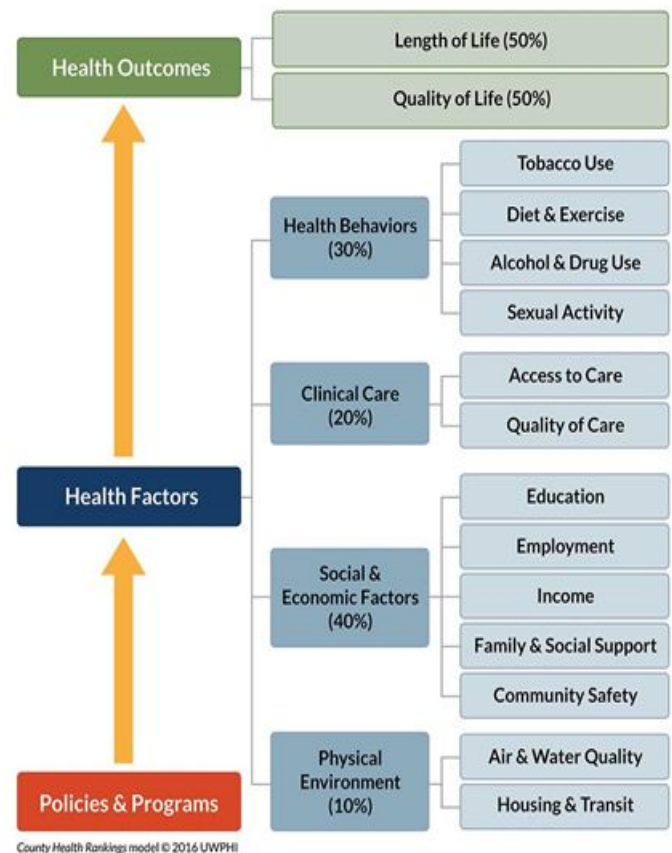 Health Outcomes
Length of Life (50%)
Quality of Life (50%)
Health Behaviors
(30%)
Tobacco Use
Diet & Exercise
Alcohol & Drug Use
Sexual Activity
Clinical Care
(20%)
Access to Care
Quality of Care
Health Factors
Social &
Economic Factors
(40%)
Education
Employment
Income
Family & Social Support
Community Safety
Physical
Environment
(10%)
Air & Water Quality
Housing & Transit
Policies & Programs
County Health Rankings model © 2016 UWPHI